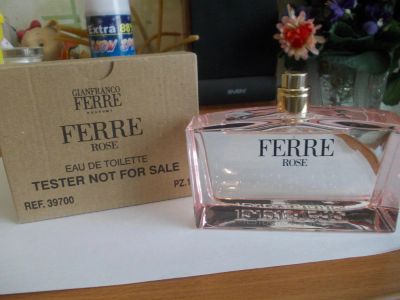 Extra
GIANFRANCO
FERRE
PARFUMS
FERRE
ROSE
EAU DE TOILETTE
TESTER NOT FOR SALE
REF. 39700
PZ.1
FERRE
ROSE
SVEN